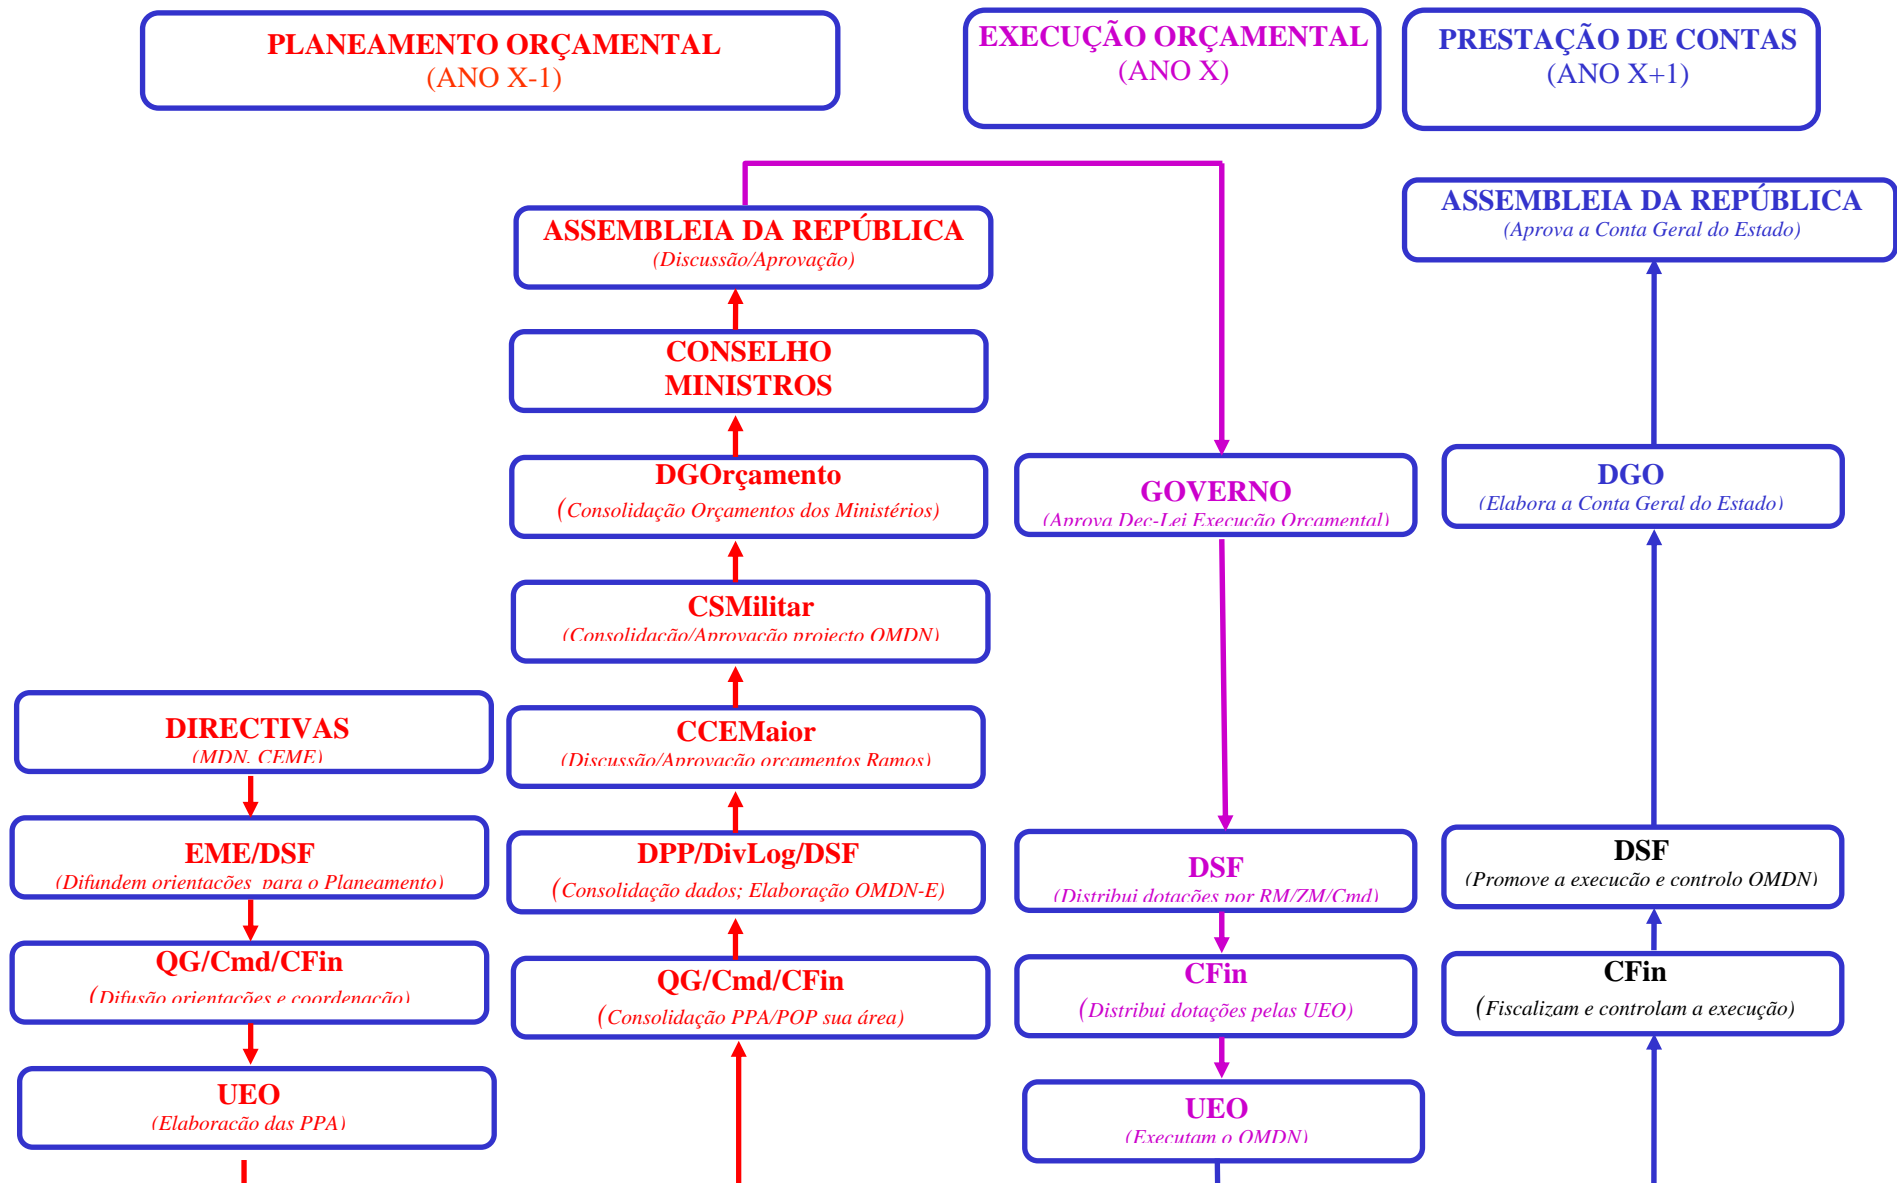 PLANEAMENTO ORÇAMENTAL
(ANO X-1)
EXECUÇÃO ORÇAMENTAL
(ANO X)
PRESTAÇÃO DE CONTAS
(ANO X+1)
DIRECTIVAS
(MDN, CEME)
EME/DSF
(Difundem orientações para o Planeamento)
QG/Cmd/CFin
(Difusão orientações e coordenação)
UEO
(Elaboração das PPA)
ASSEMBLEIA DA REPÚBLICA
(Discussão/Aprovação)
CONSELHO
MINISTROS
DGOrçamento
(Consolidação Orçamentos dos Ministérios)
CSMilitar
(Consolidação/Aprovação projecto OMDN)
CCEMaior
(Discussão/Aprovação orçamentos Ramos)
DPP/DivLog/DSF
(Consolidação dados; Elaboração OMDN-E)
QG/Cmd/CFin
(Consolidação PPA/POP sua área)
GOVERNO
(Aprova Dec-Lei Execução Orçamental)
DSF
(Distribui dotações por RM/ZM/Cmd)
CFin
(Distribui dotações pelas UEO)
UEO
(Executam o OMDN)
ASSEMBLEIA DA REPÚBLICA
(Aprova a Conta Geral do Estado)
DGO
(Elabora a Conta Geral do Estado)
DSF
(Promove a execução e controlo OMDN)
CFin
(Fiscalizam e controlam a execução)